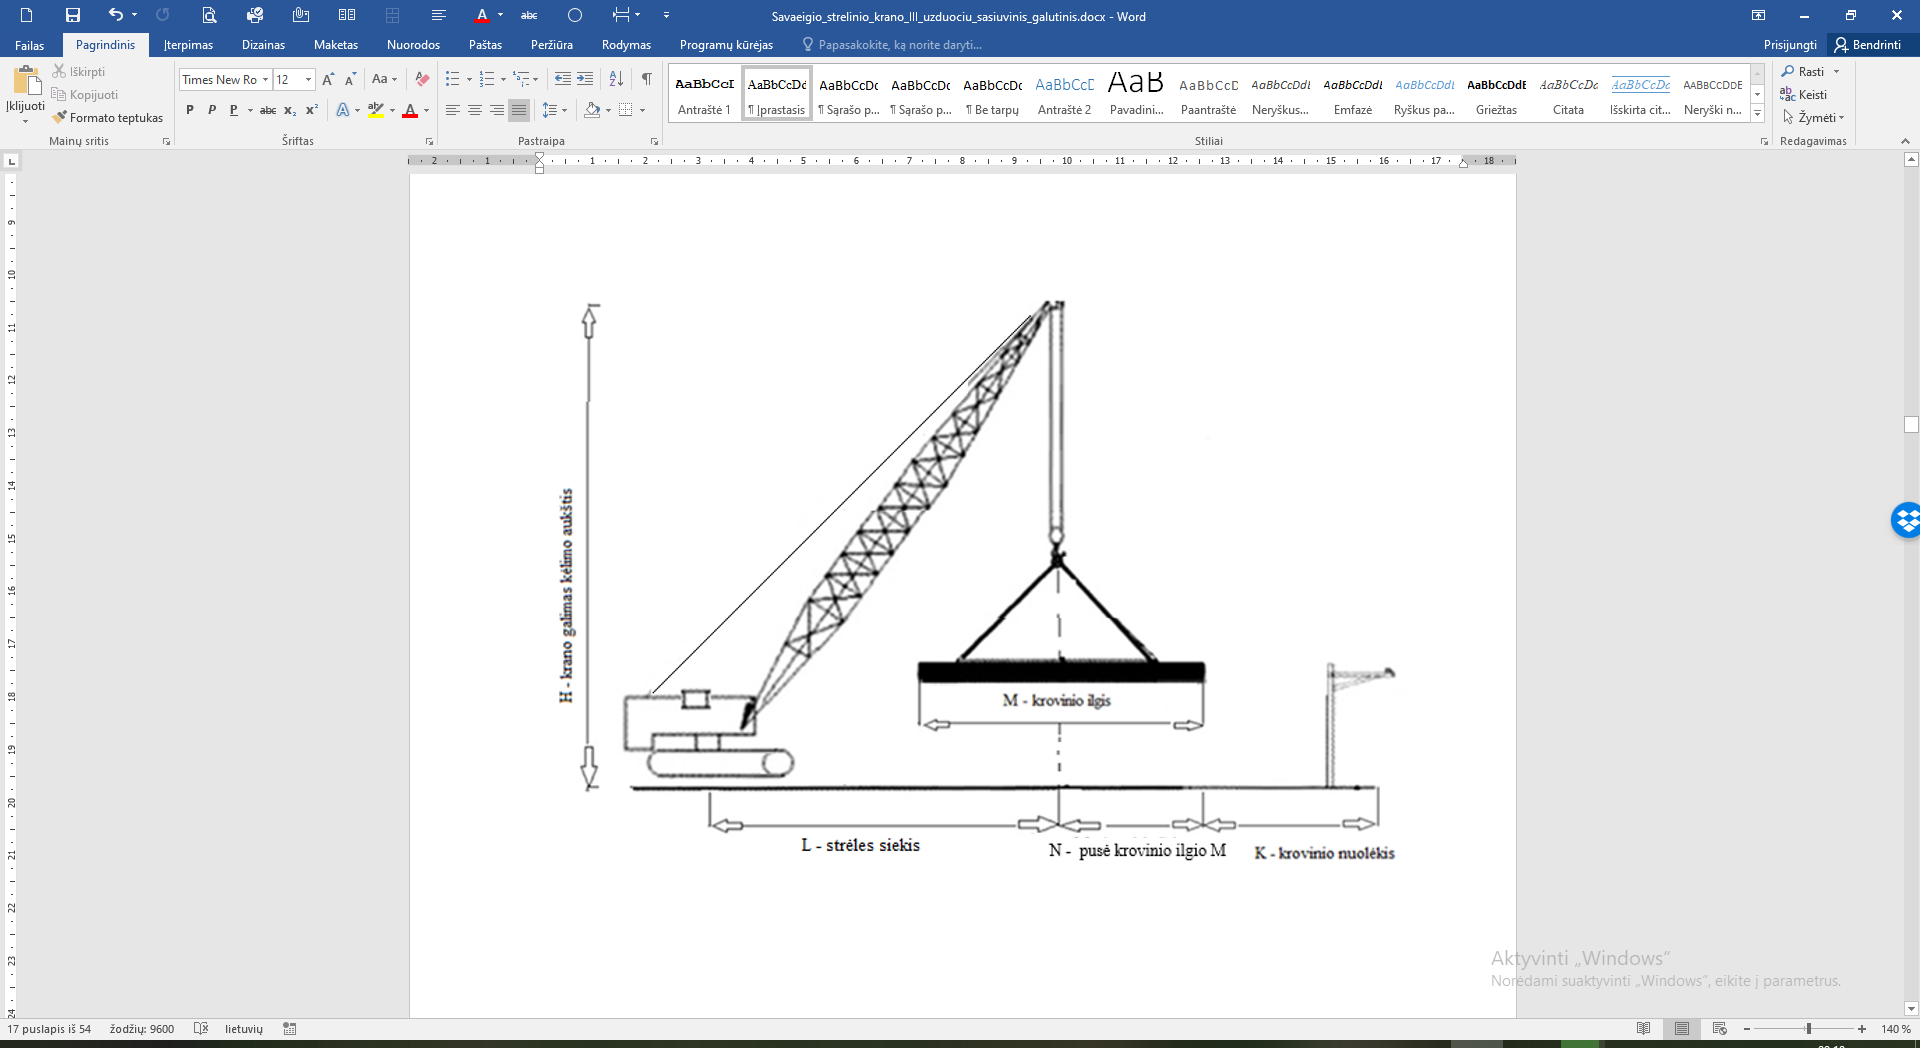 Savaeigio_strelinio_krano_III_uzduociu_sasiuvinis_galutinis.docx - Word
Failas Pagrindinis Įterpimas Dizainas Maketas Nuorodos Paštas Peržiūra Rodymas Programų kūrėjas Papasakokite, ką norite daryti... Prisijungti Bendrinti
Įklijuoti
Iškirpti
Kopijuoti
Formato teptukas
Mainų sritis
Times New Ro 12
Šriftas
Pastraipa
Antraštė 1 ¶ Įprastasis ¶ Sąrašo p... ¶ Sąrašo p... ¶ Be tarpų Antraštė 2 Pavadini... Paantraštė Neryškus... Emfazė Ryškus pa... Griežtas Citata Išskirta cit... Neryški n...
Stiliai
Rasti
Keisti
Žymėti
Redagavimas
H - krano galimas kėlimo aukštis
M - krovinio ilgis
L - strėles siekis
N - pusė krovinio ilgio M
K - krovinio nuolėkis
Aktyvinti „Windows“
Norėdami suaktyvinti „Windows“, eikite į parametrus.
17 puslapis iš 54 žodžių: 9600 lietuvių 140 %